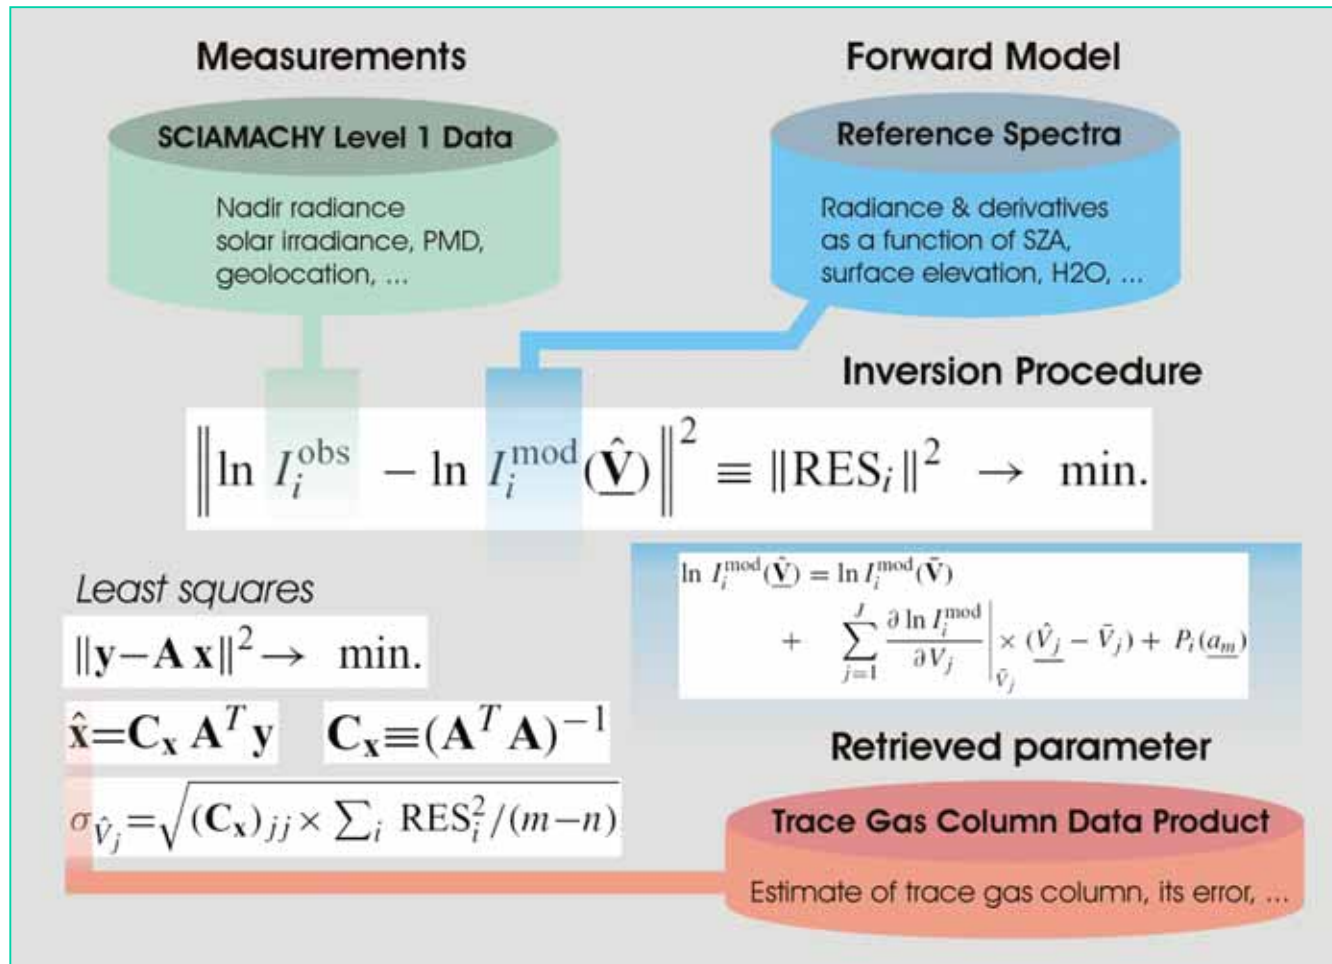 Measurements
Forward Model
SCIAMACHY Level 1 Data
Nadir radiance
solar irradiance, PMD,
geolocation, ...
Reference Spectra
Radiance & derivatives
as a function of SZA,
surface elevation, H2O, ...
Inversion Procedure
‖ln I_i^obs − ln I_i^mod(V̂)‖² ≡ ‖RES_i‖² → min.
ln I_i^mod(V̂) = ln I_i^mod(V̄)
+ ∑_{j=1}^{J} ∂ ln I_i^mod / ∂V_j |_{V̄_j} × (V̂_j − V̄_j) + P_i(a_m)
Least squares
‖y−A x‖² → min.
x̂=C_x A^T y C_x≡(A^T A)^{−1}
σ_{V̂_j}=√((C_x)_{jj} × ∑_i RES_i²/(m−n))
Retrieved parameter
Trace Gas Column Data Product
Estimate of trace gas column, its error, ...